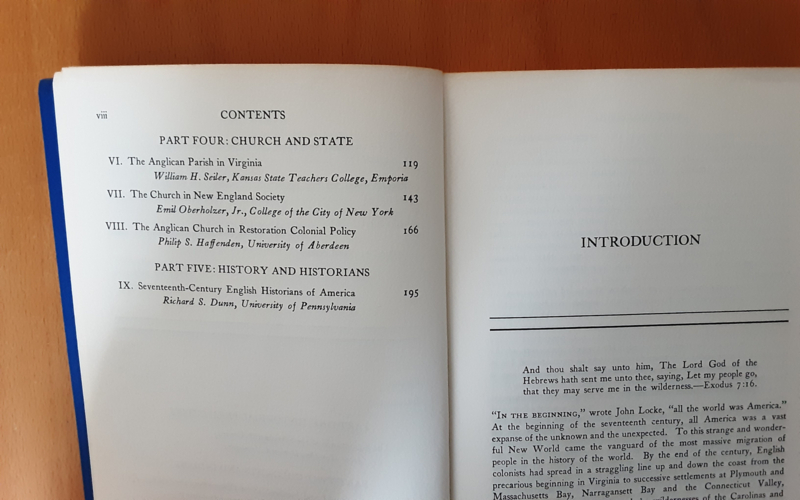 viii
CONTENTS
PART FOUR: CHURCH AND STATE
VI. The Anglican Parish in Virginia 119
William H. Seiler, Kansas State Teachers College, Emporia
VII. The Church in New England Society 143
Emil Oberholzer, Jr., College of the City of New York
VIII. The Anglican Church in Restoration Colonial Policy 166
Philip S. Haffenden, University of Aberdeen
PART FIVE: HISTORY AND HISTORIANS
IX. Seventeenth-Century English Historians of America 195
Richard S. Dunn, University of Pennsylvania
INTRODUCTION
And thou shalt say unto him, The Lord God of the
Hebrews hath sent me unto thee, saying, Let my people go,
that they may serve me in the wilderness.—Exodus 7:16.
"IN THE BEGINNING," wrote John Locke, "all the world was America."
At the beginning of the seventeenth century, all America was a vast
expanse of the unknown and the unexpected. To this strange and wonder-
ful New World came the vanguard of the most massive migration of
people in the history of the world. By the end of the century, English
colonists had spread in a straggling line up and down the coast from the
precarious beginning in Virginia to successive settlements at Plymouth and
Massachusetts Bay, Narragansett Bay and the Connecticut Valley,
wildernesses of the Carolinas and